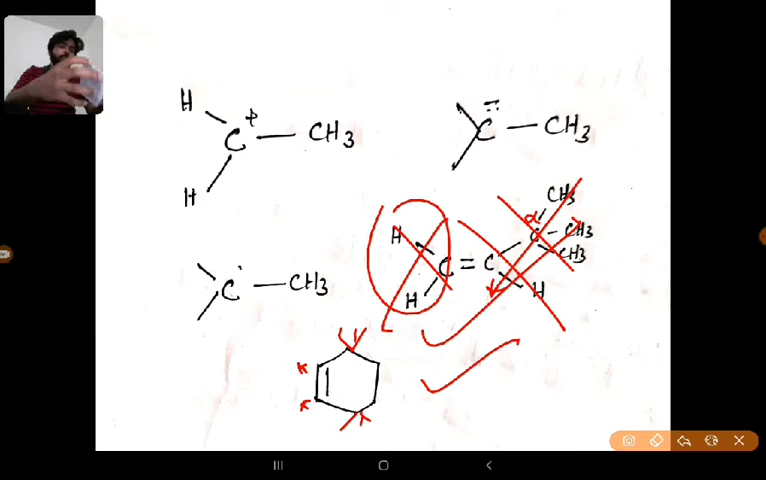 H
C+ — CH3
H
C — CH3
C — CH3
H
C = C
H
H
α
C — CH3
CH3
CH3